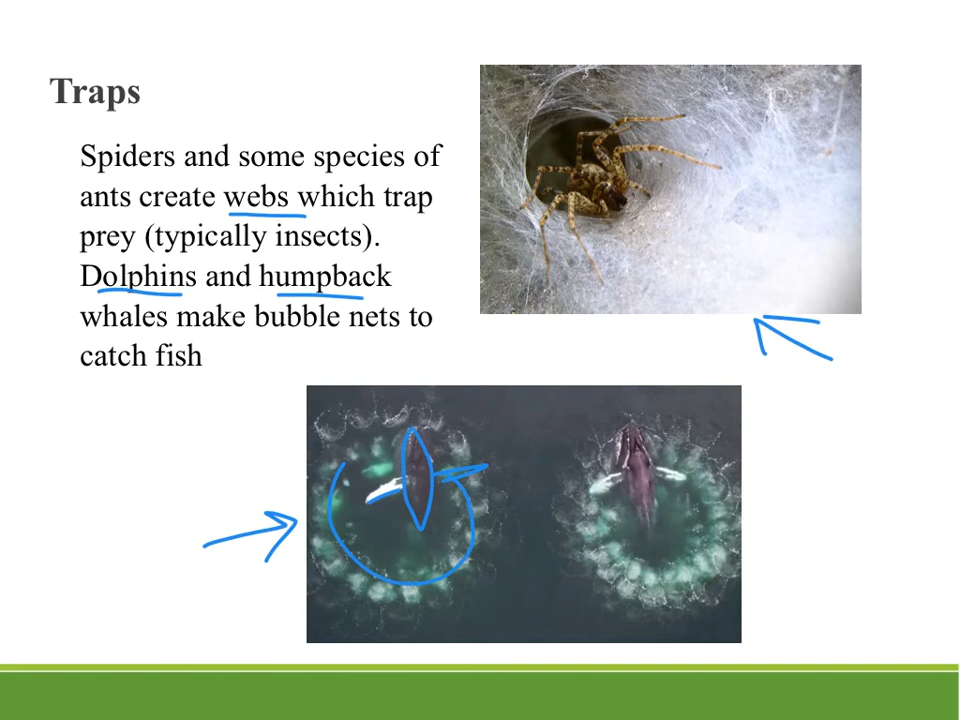 Traps
Spiders and some species of
ants create webs which trap
prey (typically insects).
Dolphins and humpback
whales make bubble nets to
catch fish